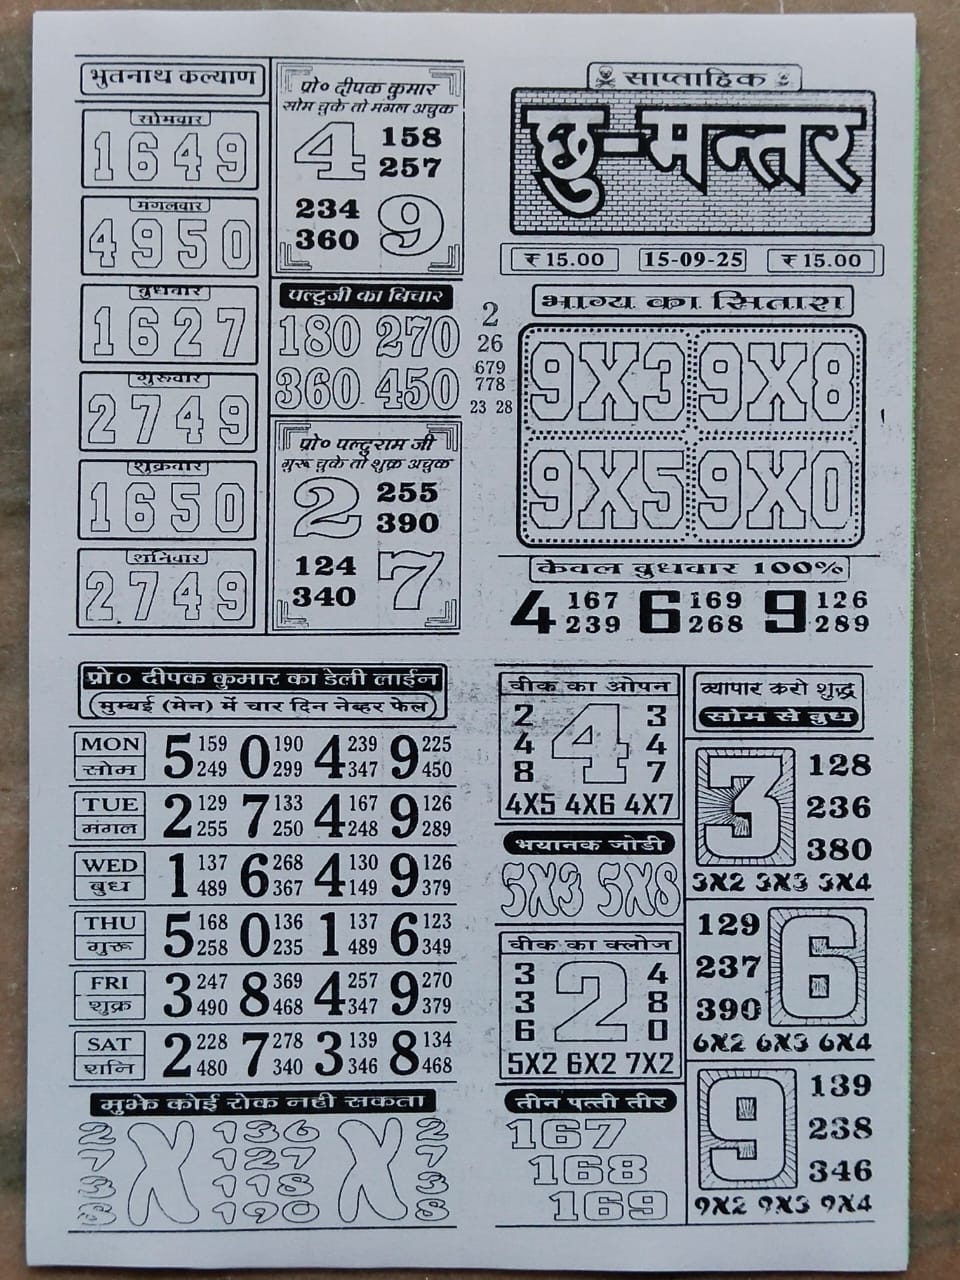 भुतनाथ कल्याण
सोमवार
1649
मंगलवार
4950
बुधवार
1627
गुरूवार
2749
शुक्रवार
1650
शनिवार
2749
प्रो० दीपक कुमार
सोम चुके तो मंगल अचुक
4 158
257
234 9
360
पल्टुजी का विचार
180 270
360 450
प्रो० पल्टुराम जी
गुरू चुके तो शुक्र अचुक
2 255
390
124 7
340
साप्ताहिक
छु-मन्तर
₹ 15.00 15-09-25 ₹ 15.00
2
26
679
778
23 28
भाग्य का सितारा
9X3 9X8
9X5 9X0
केवल बुधवार 100%
4 167 6 169 9 126
239 268 289
प्रो० दीपक कुमार का डेली लाईन
(मुम्बई (मेन) में चार दिन नेव्हर फेल)
MON 5 159 0 190 4 239 9 225
सोम 249 299 347 450
TUE 2 129 7 133 4 167 9 126
मंगल 255 250 248 289
WED 1 137 6 268 4 130 9 126
बुध 489 367 149 379
THU 5 168 0 136 1 137 6 123
गुरू 258 235 489 349
FRI 3 247 8 369 4 257 9 270
शुक्र 490 468 347 379
SAT 2 228 7 278 3 139 8 134
शनि 480 340 346 468
मुझे कोई रोक नही सकता
2 X 136 X 2
7 127 7
3 118 3
8 190 8
वीक का ओपन
2 4 3
4 4
8 7
4X5 4X6 4X7
भयानक जोडी
5X3 5X8
वीक का क्लोज
3 2 4
3 8
6 0
5X2 6X2 7X2
तीन पत्ती तीर
167
168
169
व्यापार करो शुद्ध
सोम से बुध
3 128
236
380
3X2 3X3 3X4
129 6
237
390
6X2 6X3 6X4
9 139
238
346
9X2 9X3 9X4